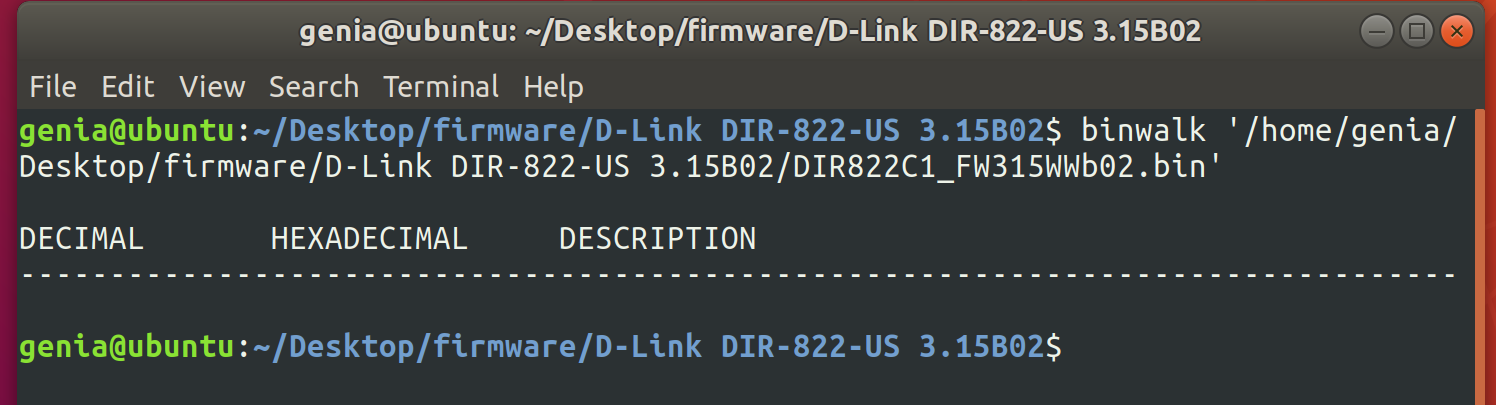 genia@ubuntu: ~/Desktop/firmware/D-Link DIR-822-US 3.15B02
File Edit View Search Terminal Help
genia@ubuntu:~/Desktop/firmware/D-Link DIR-822-US 3.15B02$ binwalk '/home/genia/
Desktop/firmware/D-Link DIR-822-US 3.15B02/DIR822C1_FW315WWb02.bin'
DECIMAL       HEXADECIMAL     DESCRIPTION
--------------------------------------------------------------------------------
genia@ubuntu:~/Desktop/firmware/D-Link DIR-822-US 3.15B02$